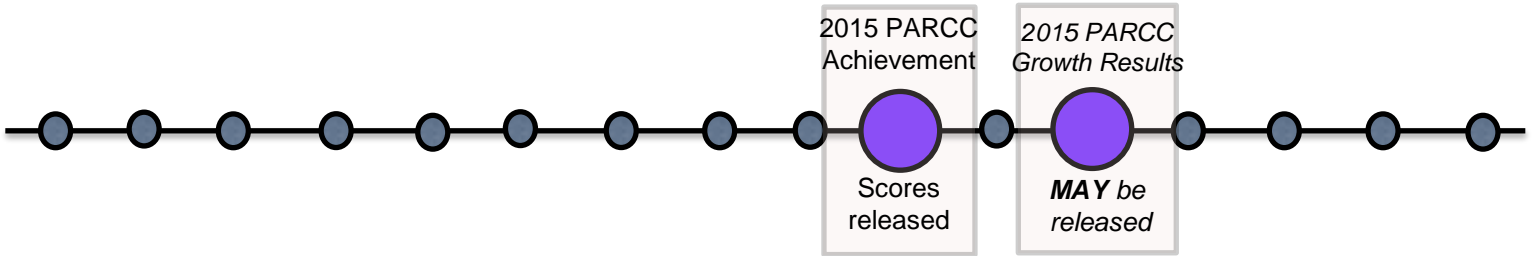 2015 PARCC
Achievement
Scores
released
2015 PARCC
Growth Results
MAY be
released